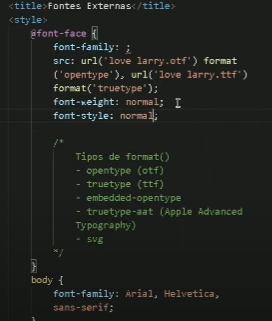 <title>Fontes Externas</title>
<style>
@font-face {
font-family: ;
src: url('love larry.otf') format
('opentype'), url('love larry.ttf')
format('truetype');
font-weight: normal;
font-style: normal;
/*
Tipos de format()
- opentype (otf)
- truetype (ttf)
- embedded-opentype
- truetype-aat (Apple Advanced
Typography)
- svg
*/
}
body {
font-family: Arial, Helvetica,
sans-serif;
}